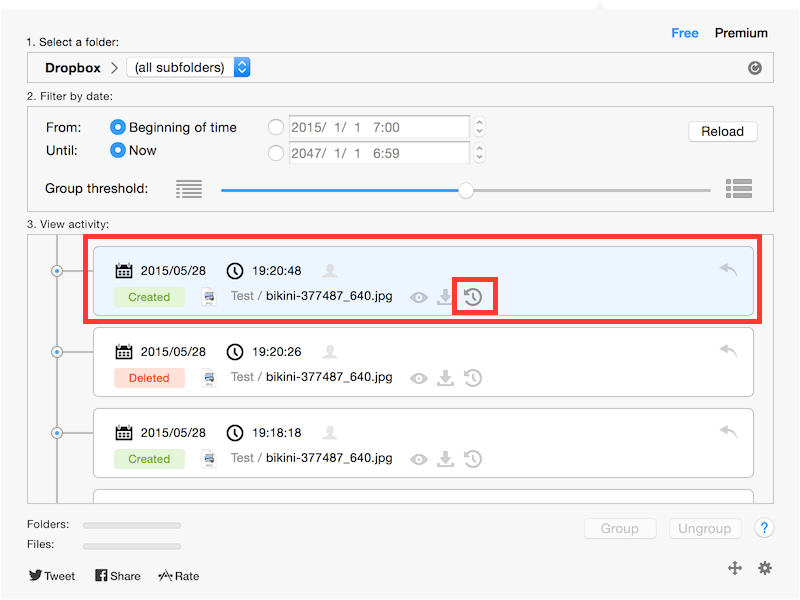 Free Premium
1. Select a folder:
Dropbox (all subfolders)
2. Filter by date:
From: Beginning of time 2015/ 1/ 1 7:00
Until: Now 2047/ 1/ 1 6:59
Reload
Group threshold:
3. View activity:
2015/05/28 19:20:48
Created Test / bikini-377487_640.jpg
2015/05/28 19:20:26
Deleted Test / bikini-377487_640.jpg
2015/05/28 19:18:18
Created Test / bikini-377487_640.jpg
Folders:
Files:
Group Ungroup ?
Tweet Share Rate